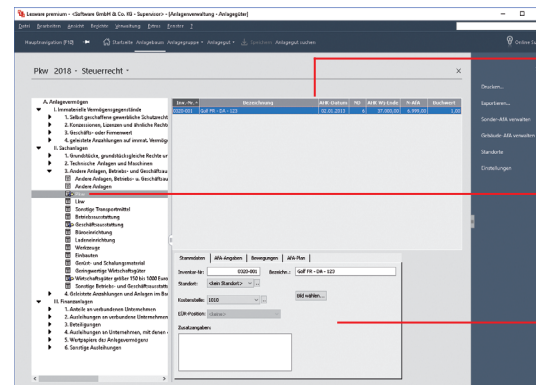 Lexware premium - <Software GmbH & Co. KG - Supervisor> - [Anlagenverwaltung - Anlagegüter]
Datei Bearbeiten Ansicht Berichte Verwaltung Extras Fenster ?
Hauptnavigation (F12) Startseite Anlagebaum Anlagegruppe Anlagegut Speichern Anlagegut suchen
Pkw 2018 - Steuerrecht
Drucken...
Exportieren...
Sonder-AfA verwalten
Gebäude-AfA verwalten
Standorte
Einstellungen
A. Anlagevermögen
I. Immaterielle Vermögensgegenstände
1. Selbst geschaffene gewerbliche Schutzrecht
2. Konzessionen, Lizenzen und ähnliche Recht
3. Geschäfts- oder Firmenwert
4. geleistete Anzahlungen auf immat. Vermög
II. Sachanlagen
1. Grundstücke, grundstücksgleiche Rechte ur
2. Technische Anlagen und Maschinen
3. Andere Anlagen, Betriebs- und Geschäftsau
Andere Anlagen, Betriebs- u. Geschäftsau
Andere Anlagen
Pkw
Lkw
Sonstige Transportmittel
Betriebsausstattung
Geschäftsausstattung
Büroeinrichtung
Ladeneinrichtung
Werkzeuge
Einbauten
Gerüst- und Schalungsmaterial
Geringwertige Wirtschaftsgüter
Wirtschaftsgüter größer 150 bis 1000 Euro
Sonstige Betriebs- und Geschäftsausstatt
4. Geleistete Anzahlungen und Anlagen im Ba
III. Finanzanlagen
1. Anteile an verbundenen Unternehmen
2. Ausleihungen an verbundene Unternehmen
3. Beteiligungen
4. Ausleihungen an Unternehmen, mit denen
5. Wertpapiere des Anlagevermögens
6. Sonstige Ausleihungen
Inv.-Nr. Bezeichnung AHK-Datum ND AHK Wj-Ende N-AfA Buchwert
0320-001 Golf FR - DA - 123 02.01.2013 6 37.000,00 6.999,00 1,00
Stammdaten AfA-Angaben Bewegungen AfA-Plan
Inventar-Nr: 0320-001 Bezeichn.: Golf FR - DA - 123
Standort: <kein Standort> ...
Kostenstelle: 1010 ... Bild wählen...
EÜR-Position: <keine>
Zusatzangaben: